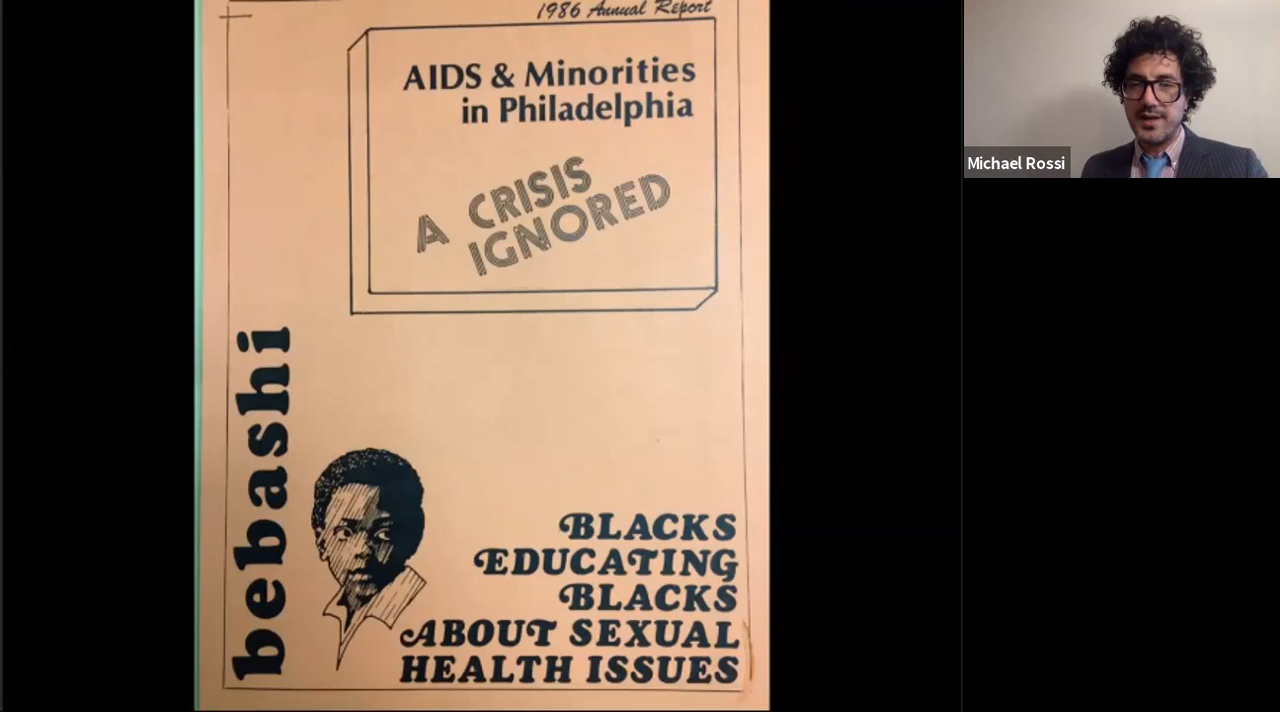 1986 Annual Report
AIDS & Minorities
in Philadelphia
A CRISIS
IGNORED
bebashi
BLACKS
EDUCATING
BLACKS
ABOUT SEXUAL
HEALTH ISSUES
Michael Rossi